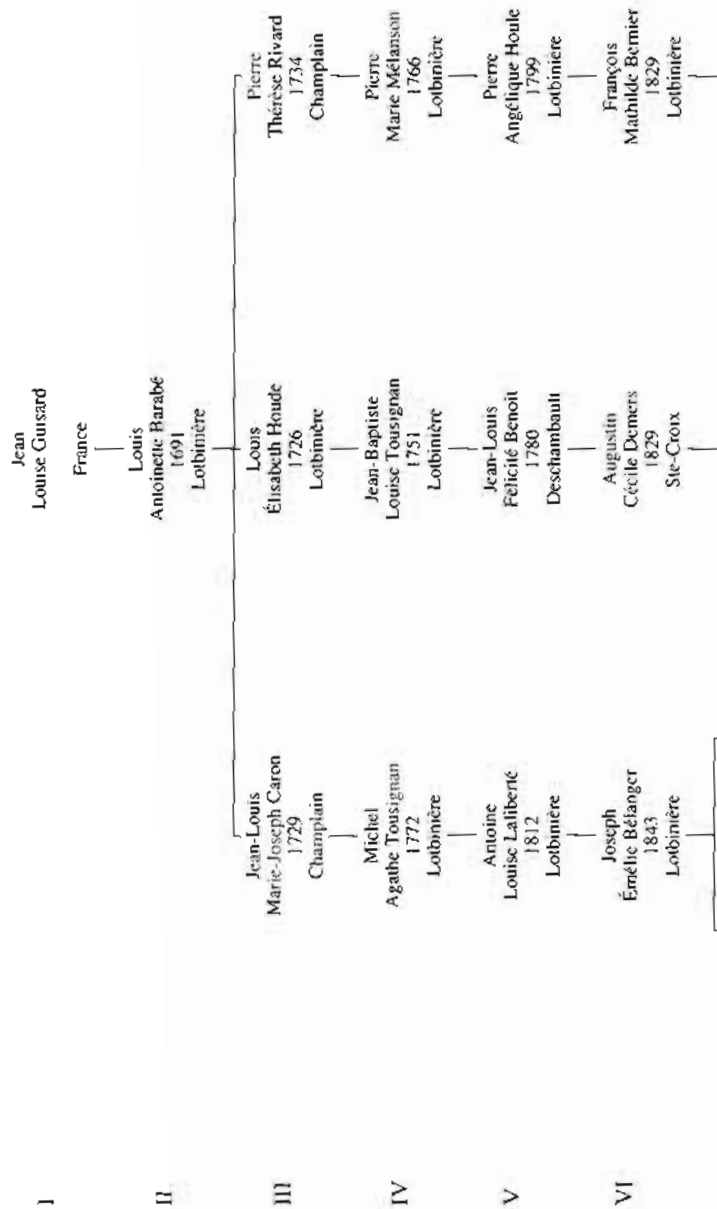 I
Jean
Louise Guisard
France
II
Louis
Antoinette Barabé
1691
Lotbinière
III
Jean-Louis
Marie-Joseph Caron
1729
Champlain
Louis
Élisabeth Houde
1726
Lotbinière
Pierre
Thérèse Rivard
1734
Champlain
IV
Michel
Agathe Tousignan
1772
Lotbinière
Jean-Baptiste
Louise Tousignan
1751
Lotbinière
Pierre
Marie Mélanson
1766
Lotbinière
V
Antoine
Louise Laliberté
1812
Lotbinière
Jean-Louis
Félicité Benoit
1780
Deschambault
Pierre
Angélique Houle
1799
Lotbinière
VI
Joseph
Émélie Bélanger
1843
Lotbinière
Augustin
Cécile Demers
1829
Ste-Croix
François
Mathilde Bernier
1829
Lotbinière